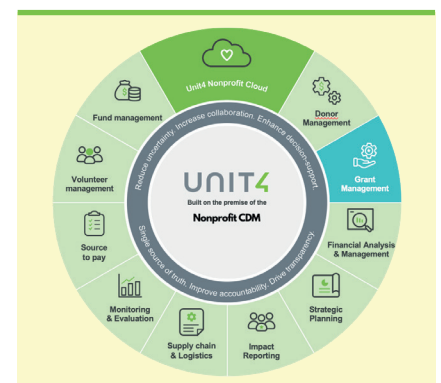 Unit4 Nonprofit Cloud
Donor
Management
Grant
Management
Financial Analysis
& Management
Strategic
Planning
Impact
Reporting
Supply chain
& Logistics
Monitoring
& Evaluation
Source
to pay
Volunteer
management
Fund management
Reduce uncertainty. Increase collaboration. Enhance decision-support.
Single source of truth. Improve accountability. Drive transparency.
UNIT4
Built on the premise of the
Nonprofit CDM